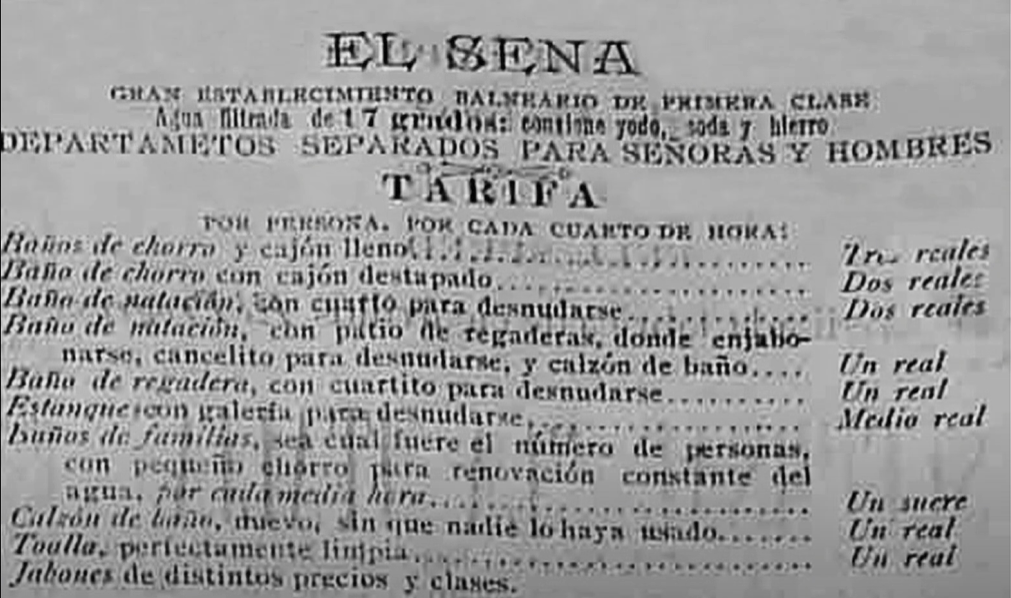 EL SENA
GRAN ESTABLECIMIENTO BALNEARIO DE PRIMERA CLASE
Agua filtrada de 17 grados: contiene yodo, soda y hierro
DEPARTAMETOS SEPARADOS PARA SEÑORAS Y HOMBRES
TARIFA
POR PERSONA, POR CADA CUARTO DE HORA:
Baños de chorro y cajón lleno.................... Tres reales
Baño de chorro con cajón destapado.................... Dos reales
Baño de natación, con cuarto para desnudarse............ Dos reales
Baño de natación, con patio de regaderas, donde enjabo-
narse, cancelito para desnudarse, y calzón de baño.... Un real
Baño de regadera, con cuartito para desnudarse.......... Un real
Estanque con galería para desnudarse.................... Medio real
Baños de familias, sea cual fuere el número de personas,
con pequeño chorro para renovación constante del
agua, por cada media hora......................... Un sucre
Calzón de baño, nuevo, sin que nadie lo haya usado....... Un real
Toalla, perfectamente limpia............................ Un real
Jabones de distintos precios y clases.